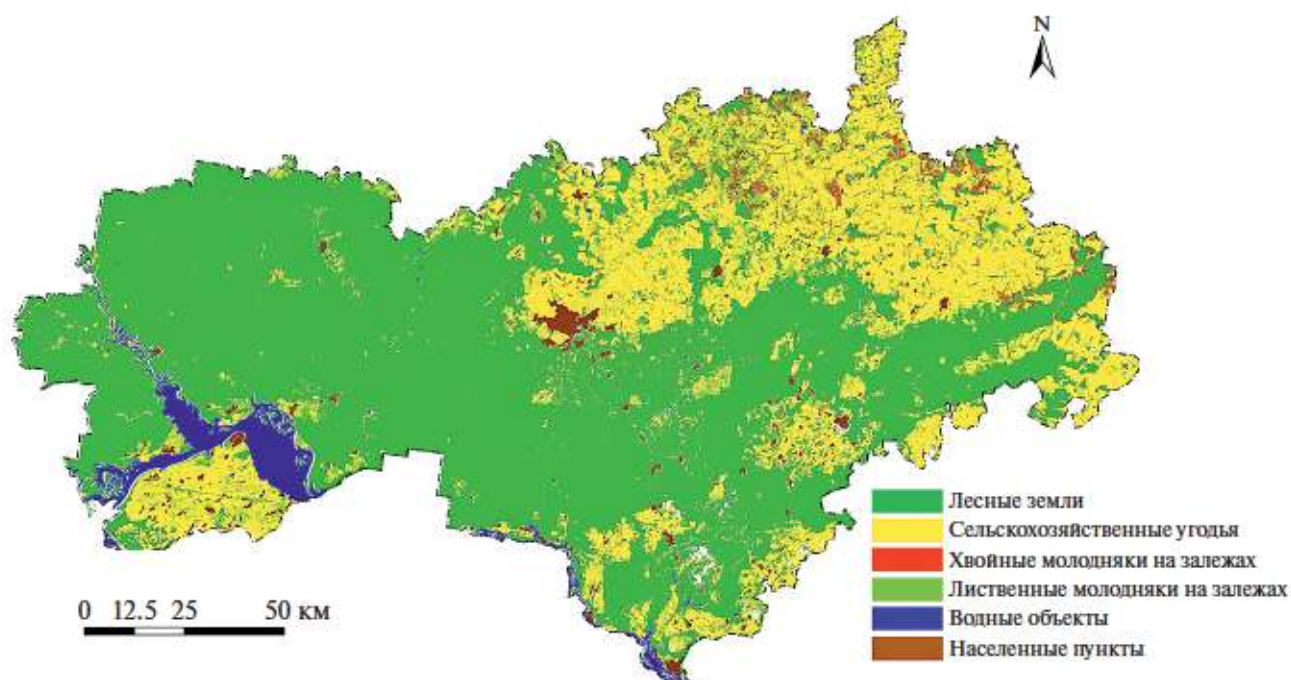 N
Лесные земли
Сельскохозяйственные угодья
Хвойные молодняки на залежах
Лиственные молодняки на залежах
Водные объекты
Населенные пункты
0 12.5 25 50 км